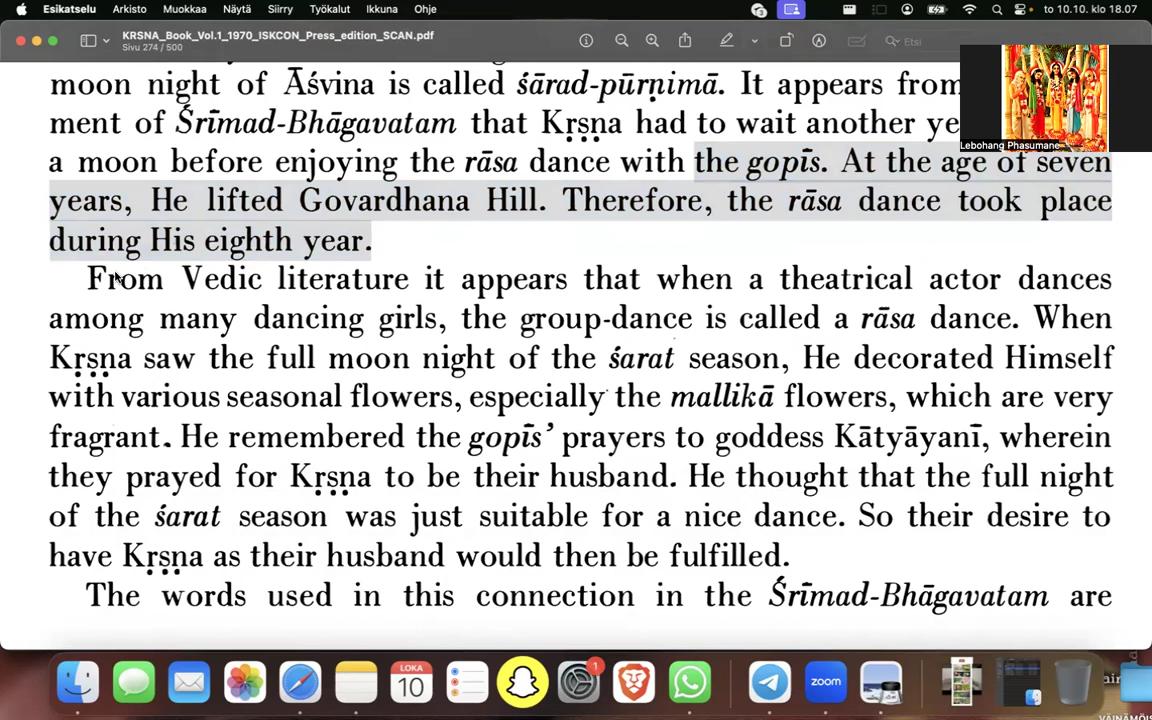 Esikatselu Arkisto Muokkaa Näytä Siirry Työkalut Ikkuna Ohje to 10.10. klo 18.07
KRSNA_Book_Vol.1_1970_ISKCON_Press_edition_SCAN.pdf
Sivu 274 / 500
Etsi
Lebohang Phasumane
moon night of Āśvina is called śārad-pūrṇimā. It appears from
ment of Śrīmad-Bhāgavatam that Kṛṣṇa had to wait another ye
a moon before enjoying the rāsa dance with the gopīs. At the age of seven
years, He lifted Govardhana Hill. Therefore, the rāsa dance took place
during His eighth year.
From Vedic literature it appears that when a theatrical actor dances
among many dancing girls, the group-dance is called a rāsa dance. When
Kṛṣṇa saw the full moon night of the śarat season, He decorated Himself
with various seasonal flowers, especially the mallikā flowers, which are very
fragrant. He remembered the gopīs' prayers to goddess Kātyāyanī, wherein
they prayed for Kṛṣṇa to be their husband. He thought that the full night
of the śarat season was just suitable for a nice dance. So their desire to
have Kṛṣṇa as their husband would then be fulfilled.
The words used in this connection in the Śrīmad-Bhāgavatam are
LOKA
10
1
zoom